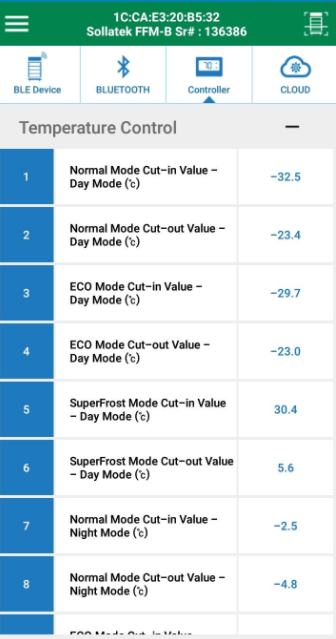 1C:CA:E3:20:B5:32
Sollatek FFM-B Sr# : 136386
BLE Device
BLUETOOTH
Controller
CLOUD
Temperature Control
1
Normal Mode Cut-in Value –
Day Mode (℃)
-32.5
2
Normal Mode Cut-out Value –
Day Mode (℃)
-23.4
3
ECO Mode Cut-in Value –
Day Mode (℃)
-29.7
4
ECO Mode Cut-out Value –
Day Mode (℃)
-23.0
5
SuperFrost Mode Cut-in Value
– Day Mode (℃)
30.4
6
SuperFrost Mode Cut-out Value
– Day Mode (℃)
5.6
7
Normal Mode Cut-in Value –
Night Mode (℃)
-2.5
8
Normal Mode Cut-out Value –
Night Mode (℃)
-4.8
ECO Mode Cut-in Value